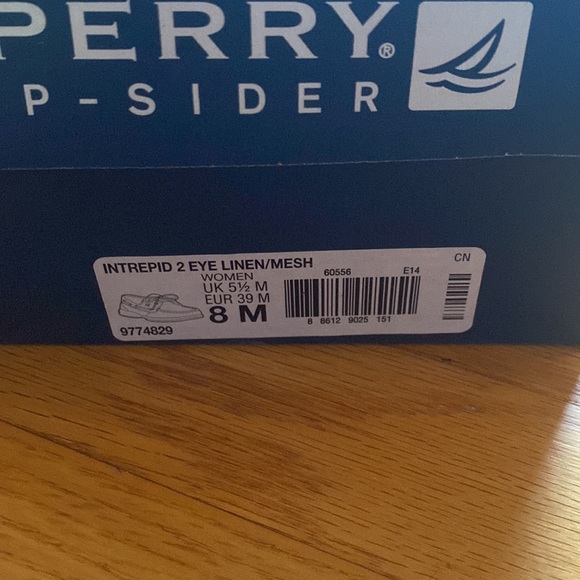 PERRY®
P-SIDER
INTREPID 2 EYE LINEN/MESH
WOMEN
UK 5½ M
EUR 39 M
8 M
9774829
60556 E14
8 8612 9025 151
CN